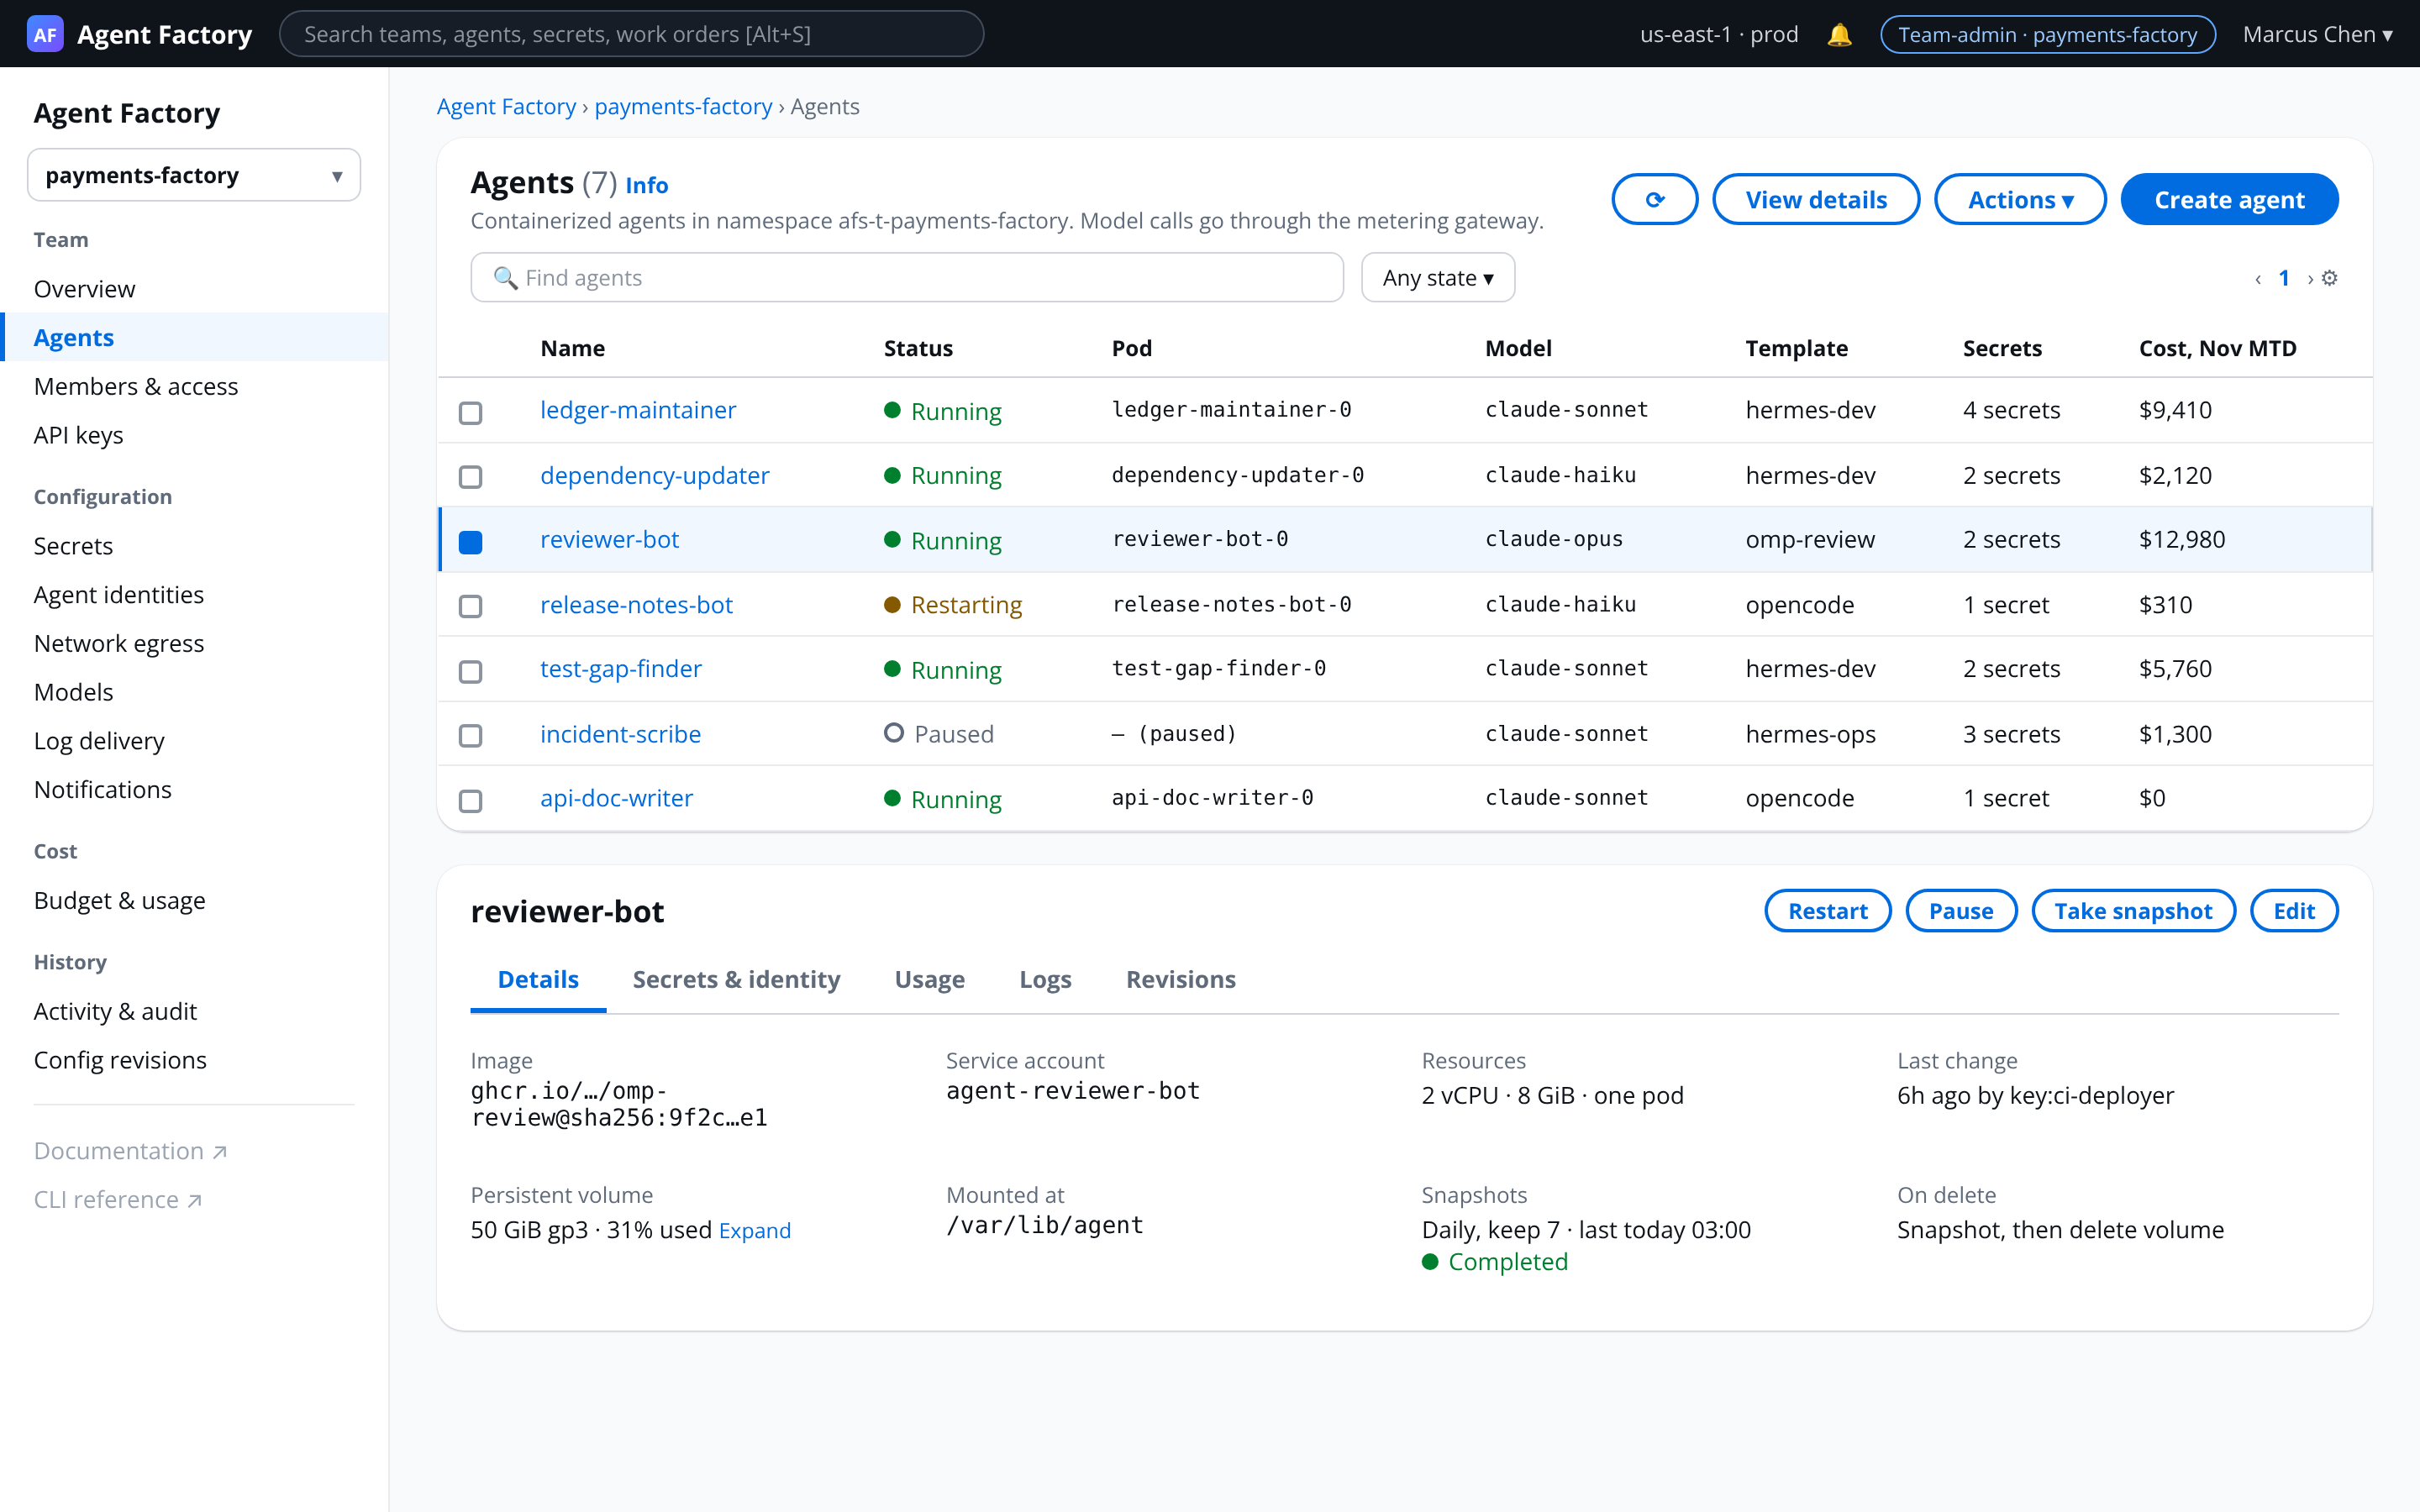 AF Agent Factory
Search teams, agents, secrets, work orders [Alt+S]
us-east-1 · prod
🔔
Team-admin · payments-factory
Marcus Chen ▾
Agent Factory
payments-factory ▾
Team
Overview
Agents
Members & access
API keys
Configuration
Secrets
Agent identities
Network egress
Models
Log delivery
Notifications
Cost
Budget & usage
History
Activity & audit
Config revisions
Documentation ↗
CLI reference ↗
Agent Factory › payments-factory › Agents
Agents (7) Info
Containerized agents in namespace afs-t-payments-factory. Model calls go through the metering gateway.
⟳ View details Actions ▾ Create agent
🔍 Find agents
Any state ▾
‹ 1 › ⚙
Name Status Pod Model Template Secrets Cost, Nov MTD
ledger-maintainer Running ledger-maintainer-0 claude-sonnet hermes-dev 4 secrets $9,410
dependency-updater Running dependency-updater-0 claude-haiku hermes-dev 2 secrets $2,120
reviewer-bot Running reviewer-bot-0 claude-opus omp-review 2 secrets $12,980
release-notes-bot Restarting release-notes-bot-0 claude-haiku opencode 1 secret $310
test-gap-finder Running test-gap-finder-0 claude-sonnet hermes-dev 2 secrets $5,760
incident-scribe Paused — (paused) claude-sonnet hermes-ops 3 secrets $1,300
api-doc-writer Running api-doc-writer-0 claude-sonnet opencode 1 secret $0
reviewer-bot
Restart Pause Take snapshot Edit
Details Secrets & identity Usage Logs Revisions
Image
ghcr.io/…/omp-
review@sha256:9f2c…e1
Service account
agent-reviewer-bot
Resources
2 vCPU · 8 GiB · one pod
Last change
6h ago by key:ci-deployer
Persistent volume
50 GiB gp3 · 31% used Expand
Mounted at
/var/lib/agent
Snapshots
Daily, keep 7 · last today 03:00
Completed
On delete
Snapshot, then delete volume